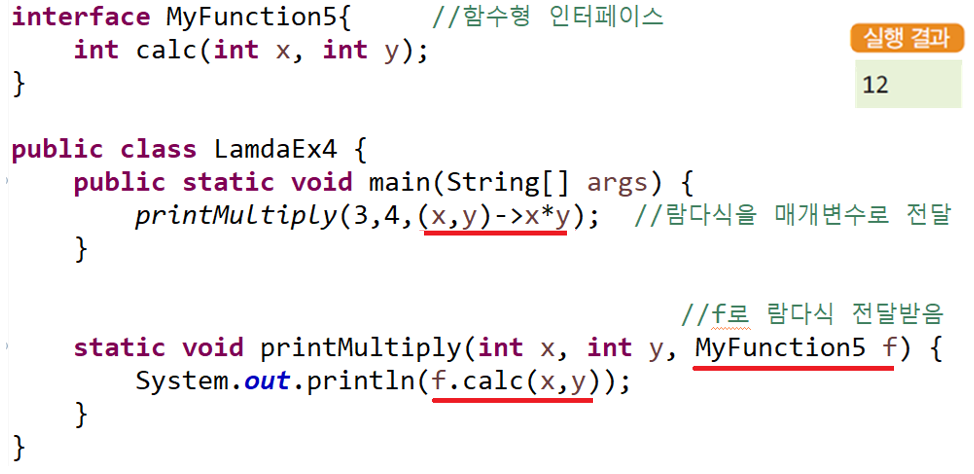 interface MyFunction5{ //함수형 인터페이스
int calc(int x, int y);
}
실행 결과
12
public class LamdaEx4 {
public static void main(String[] args) {
printMultiply(3,4,(x,y)->x*y); //람다식을 매개변수로 전달
}
//f로 람다식 전달받음
static void printMultiply(int x, int y, MyFunction5 f) {
System.out.println(f.calc(x,y));
}
}